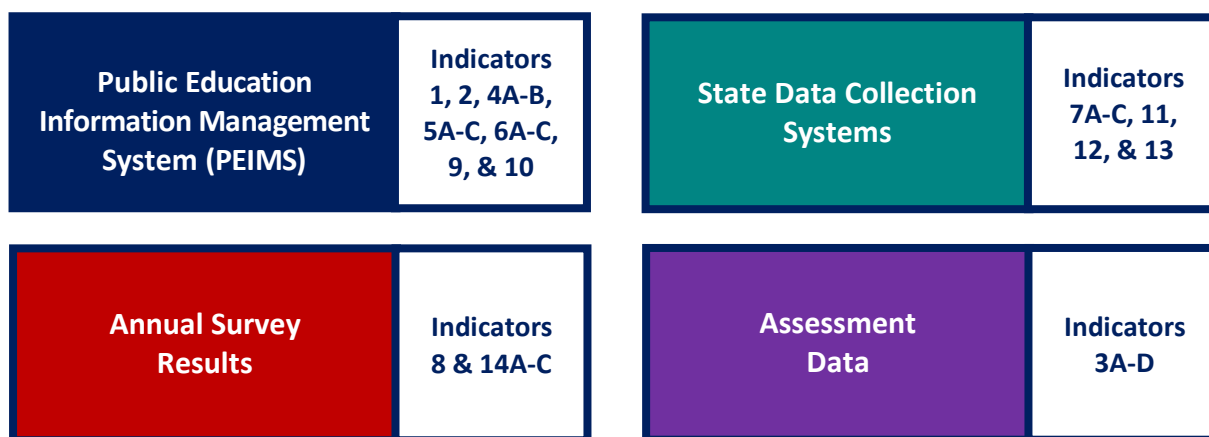 Public Education
Information Management
System (PEIMS)
Indicators
1, 2, 4A-B,
5A-C, 6A-C,
9, & 10
State Data Collection
Systems
Indicators
7A-C, 11,
12, & 13
Annual Survey
Results
Indicators
8 & 14A-C
Assessment
Data
Indicators
3A-D